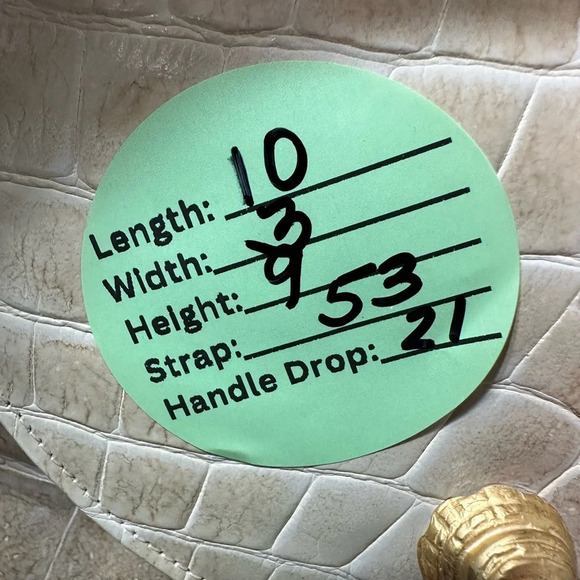 Length: 10
Width: 3
Height: 9
Strap: 53
Handle Drop: 21